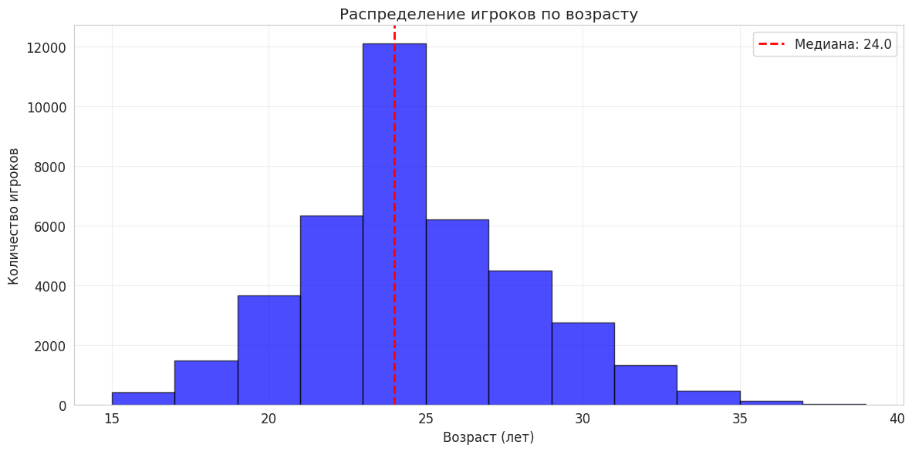 Распределение игроков по возрасту
Медиана: 24.0
Количество игроков
12000
10000
8000
6000
4000
2000
0
15 20 25 30 35 40
Возраст (лет)